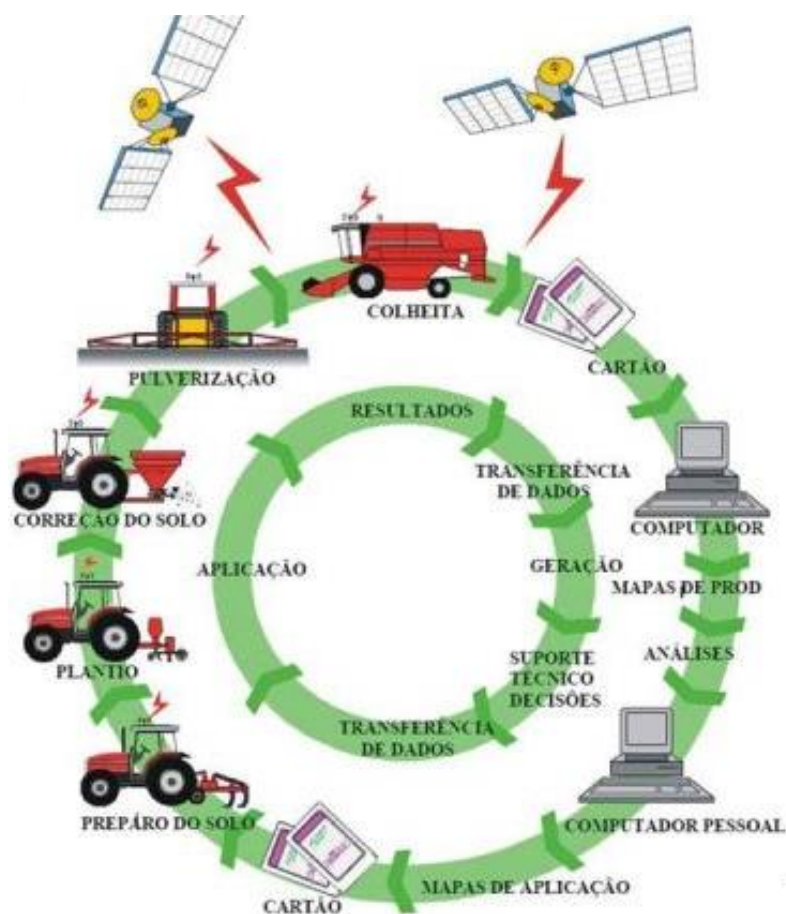 COLHEITA
CARTÃO
COMPUTADOR
MAPAS DE PROD
ANÁLISES
COMPUTADOR PESSOAL
MAPAS DE APLICAÇÃO
CARTÃO
PREPÁRO DO SOLO
PLANTIO
CORREÇÃO DO SOLO
PULVERIZAÇÃO
RESULTADOS
TRANSFERÊNCIA
DE DADOS
GERAÇÃO
SUPORTE
TÉCNICO
DECISÕES
TRANSFERÊNCIA
DE DADOS
APLICAÇÃO